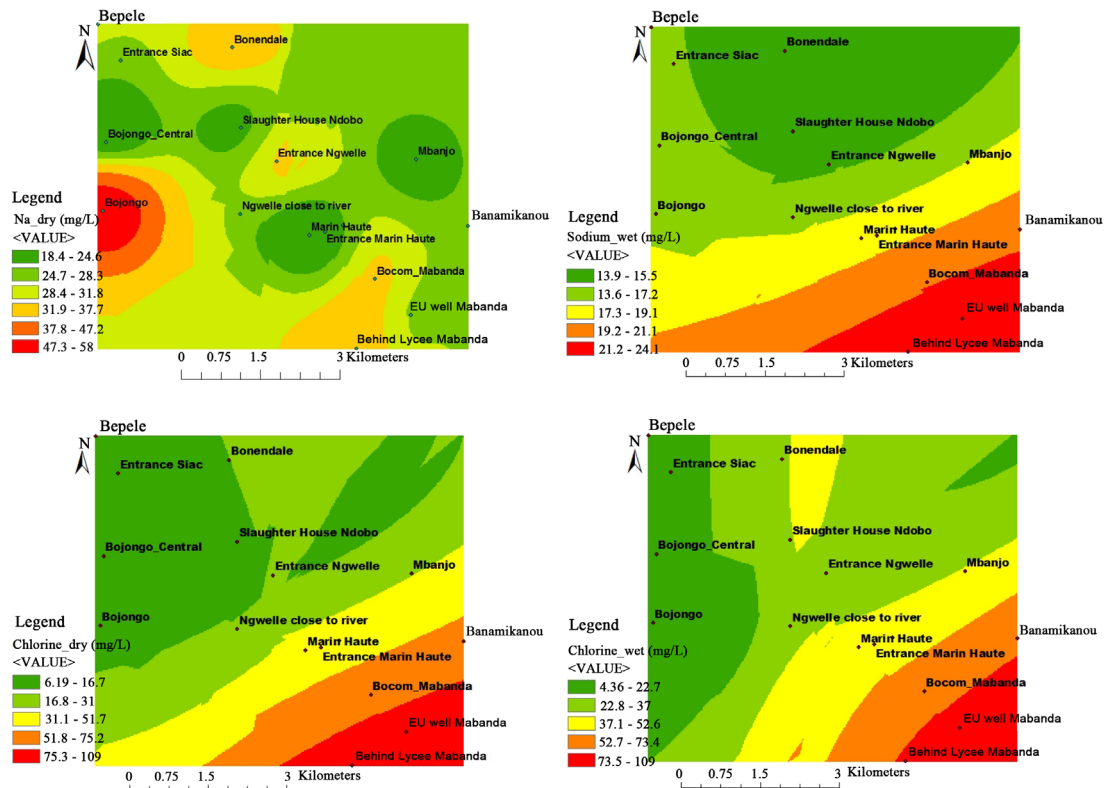 Bepele
N
Entrance Siac
Bonendale
Slaughter House Ndobo
Bojongo_Central
Entrance Ngwelle
Mbanjo
Legend
Na_dry (mg/L)
<VALUE>
18.4 - 24.6
24.7 - 28.3
28.4 - 31.8
31.9 - 37.7
37.8 - 47.2
47.3 - 58
Bojongo
Ngwelle close to river
Banamikanou
Marin Haute
Entrance Marin Haute
Bocom_Mabanda
EU well Mabanda
Behind Lycee Mabanda
0 0.75 1.5 3 Kilometers
Bepele
N
Bonendale
Entrance Siac
Slaughter House Ndobo
Bojongo_Central
Entrance Ngwelle
Mbanjo
Bojongo
Ngwelle close to river
Banamikanou
Legend
Sodium_wet (mg/L)
<VALUE>
13.9 - 15.5
13.6 - 17.2
17.3 - 19.1
19.2 - 21.1
21.2 - 24.1
Marin Haute
Entrance Marin Haute
Bocom_Mabanda
EU well Mabanda
Behind Lycee Mabanda
0 0.75 1.5 3 Kilometers
Bepele
N
Bonendale
Entrance Siac
Slaughter House Ndobo
Bojongo_Central
Entrance Ngwelle
Mbanjo
Bojongo
Ngwelle close to river
Banamikanou
Legend
Chlorine_dry (mg/L)
<VALUE>
6.19 - 16.7
16.8 - 31
31.1 - 51.7
51.8 - 75.2
75.3 - 109
Marin Haute
Entrance Marin Haute
Bocom_Mabanda
EU well Mabanda
Behind Lycee Mabanda
0 0.75 1.5 3 Kilometers
Bepele
N
Bonendale
Entrance Siac
Slaughter House Ndobo
Bojongo_Central
Entrance Ngwelle
Mbanjo
Bojongo
Ngwelle close to river
Banamikanou
Legend
Chlorine_wet (mg/L)
<VALUE>
4.36 - 22.7
22.8 - 37
37.1 - 52.6
52.7 - 73.4
73.5 - 109
Marin Haute
Entrance Marin Haute
Bocom_Mabanda
EU well Mabanda
Behind Lycee Mabanda
0 0.75 1.5 3 Kilometers